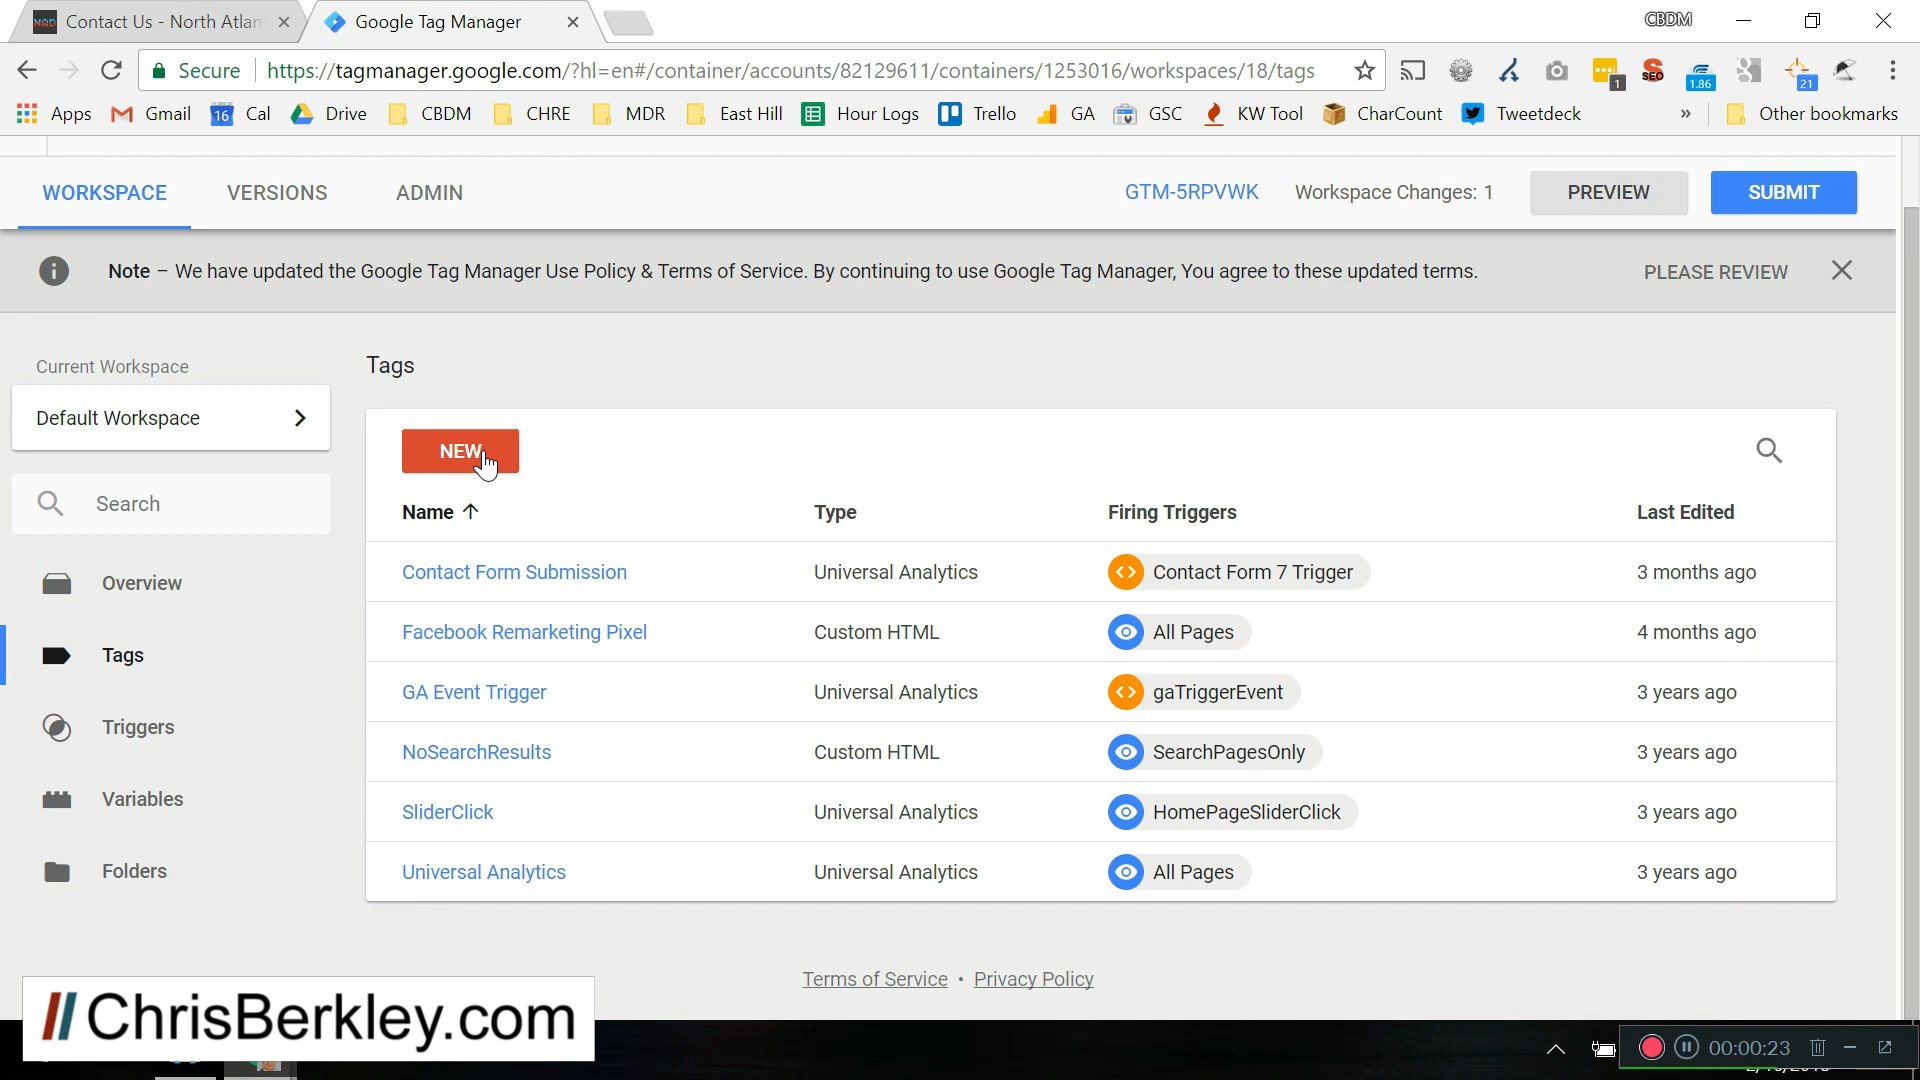 Contact Us - North Atlan
Google Tag Manager
CBDM
Secure
https://tagmanager.google.com/?hl=en#/container/accounts/82129611/containers/1253016/workspaces/18/tags
1
SEO
1.86
21
Apps
Gmail
16
Cal
Drive
CBDM
CHRE
MDR
East Hill
Hour Logs
Trello
GA
GSC
KW Tool
CharCount
Tweetdeck
»
Other bookmarks
WORKSPACE
VERSIONS
ADMIN
GTM-5RPVWK
Workspace Changes: 1
PREVIEW
SUBMIT
Note – We have updated the Google Tag Manager Use Policy & Terms of Service. By continuing to use Google Tag Manager, You agree to these updated terms.
PLEASE REVIEW
Current Workspace
Default Workspace
Search
Overview
Tags
Triggers
Variables
Folders
Tags
NEW
Name Type Firing Triggers Last Edited
Contact Form Submission Universal Analytics Contact Form 7 Trigger 3 months ago
Facebook Remarketing Pixel Custom HTML All Pages 4 months ago
GA Event Trigger Universal Analytics gaTriggerEvent 3 years ago
NoSearchResults Custom HTML SearchPagesOnly 3 years ago
SliderClick Universal Analytics HomePageSliderClick 3 years ago
Universal Analytics Universal Analytics All Pages 3 years ago
Terms of Service • Privacy Policy
//ChrisBerkley.com
00:00:23